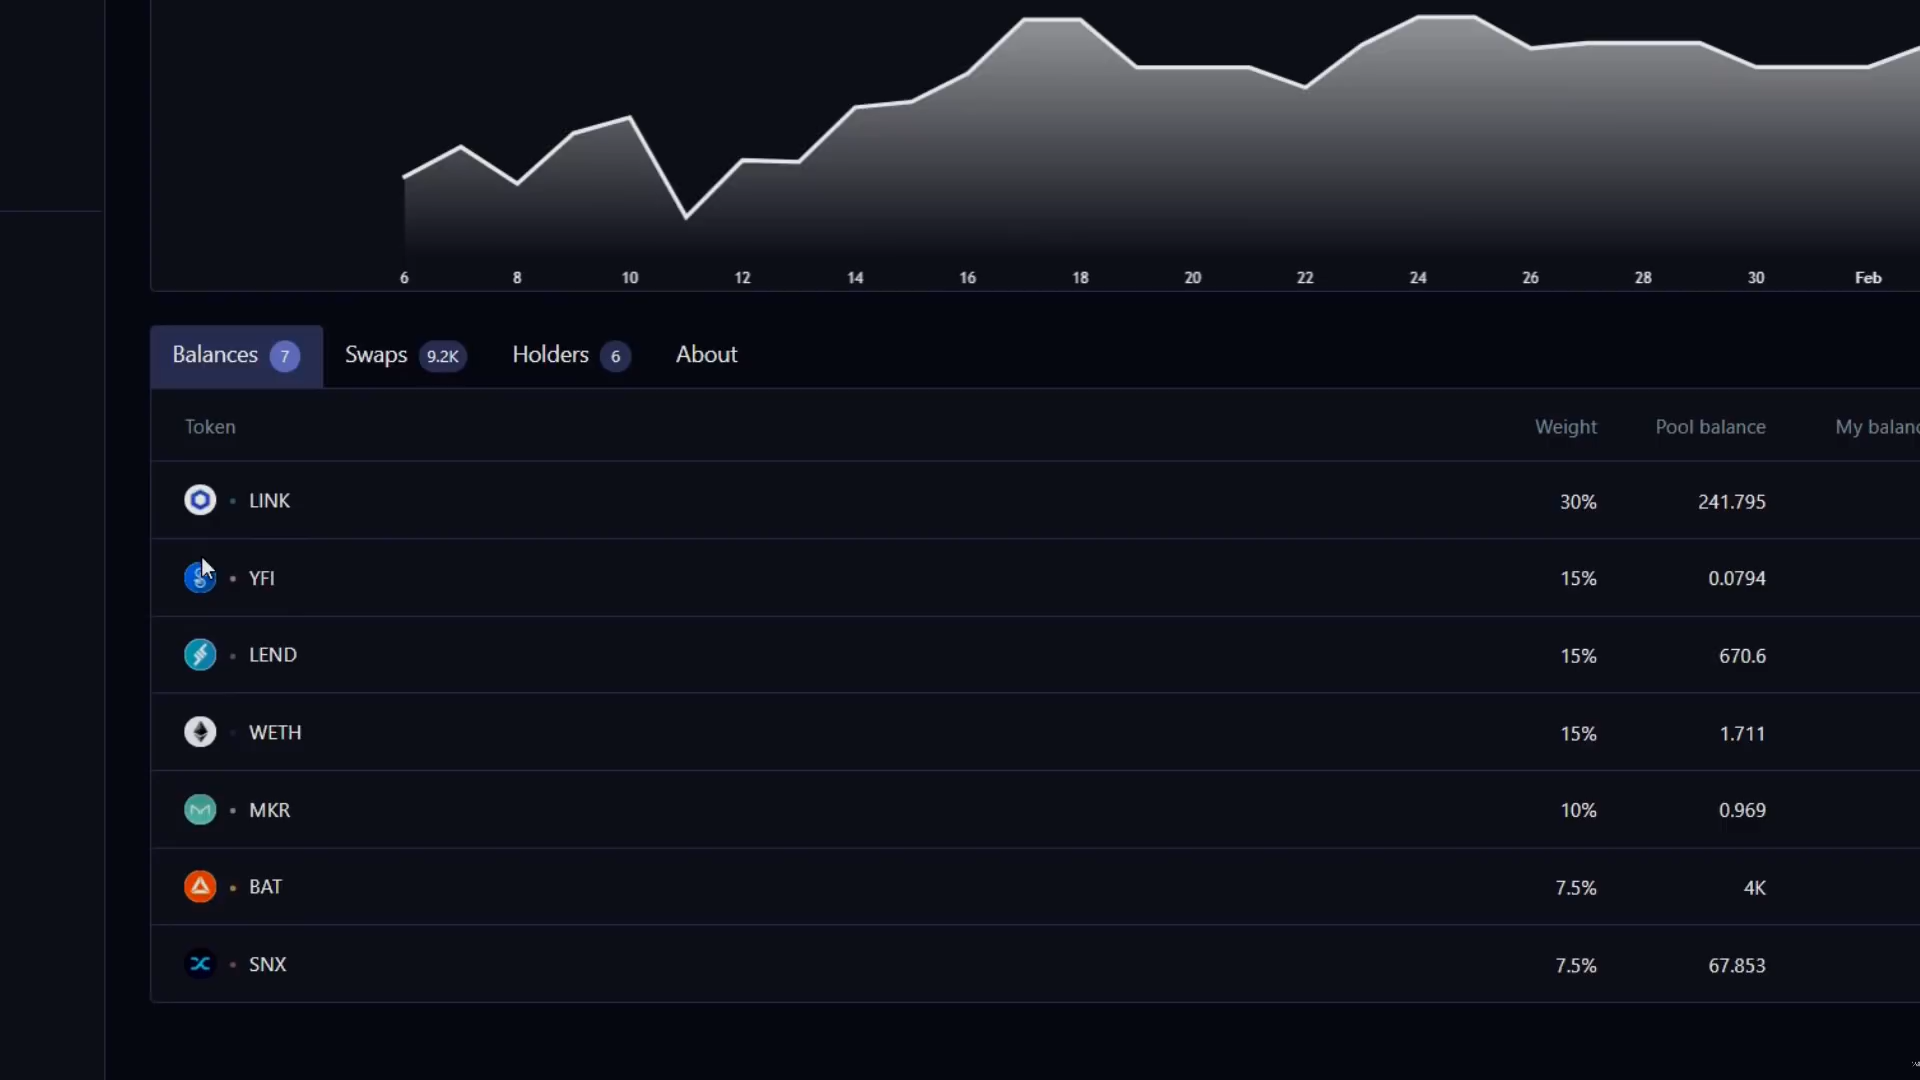 6 8 10 12 14 16 18 20 22 24 26 28 30 Feb
Balances 7 Swaps 9.2K Holders 6 About
Token Weight Pool balance My balanc
LINK 30% 241.795
YFI 15% 0.0794
LEND 15% 670.6
WETH 15% 1.711
MKR 10% 0.969
BAT 7.5% 4K
SNX 7.5% 67.853